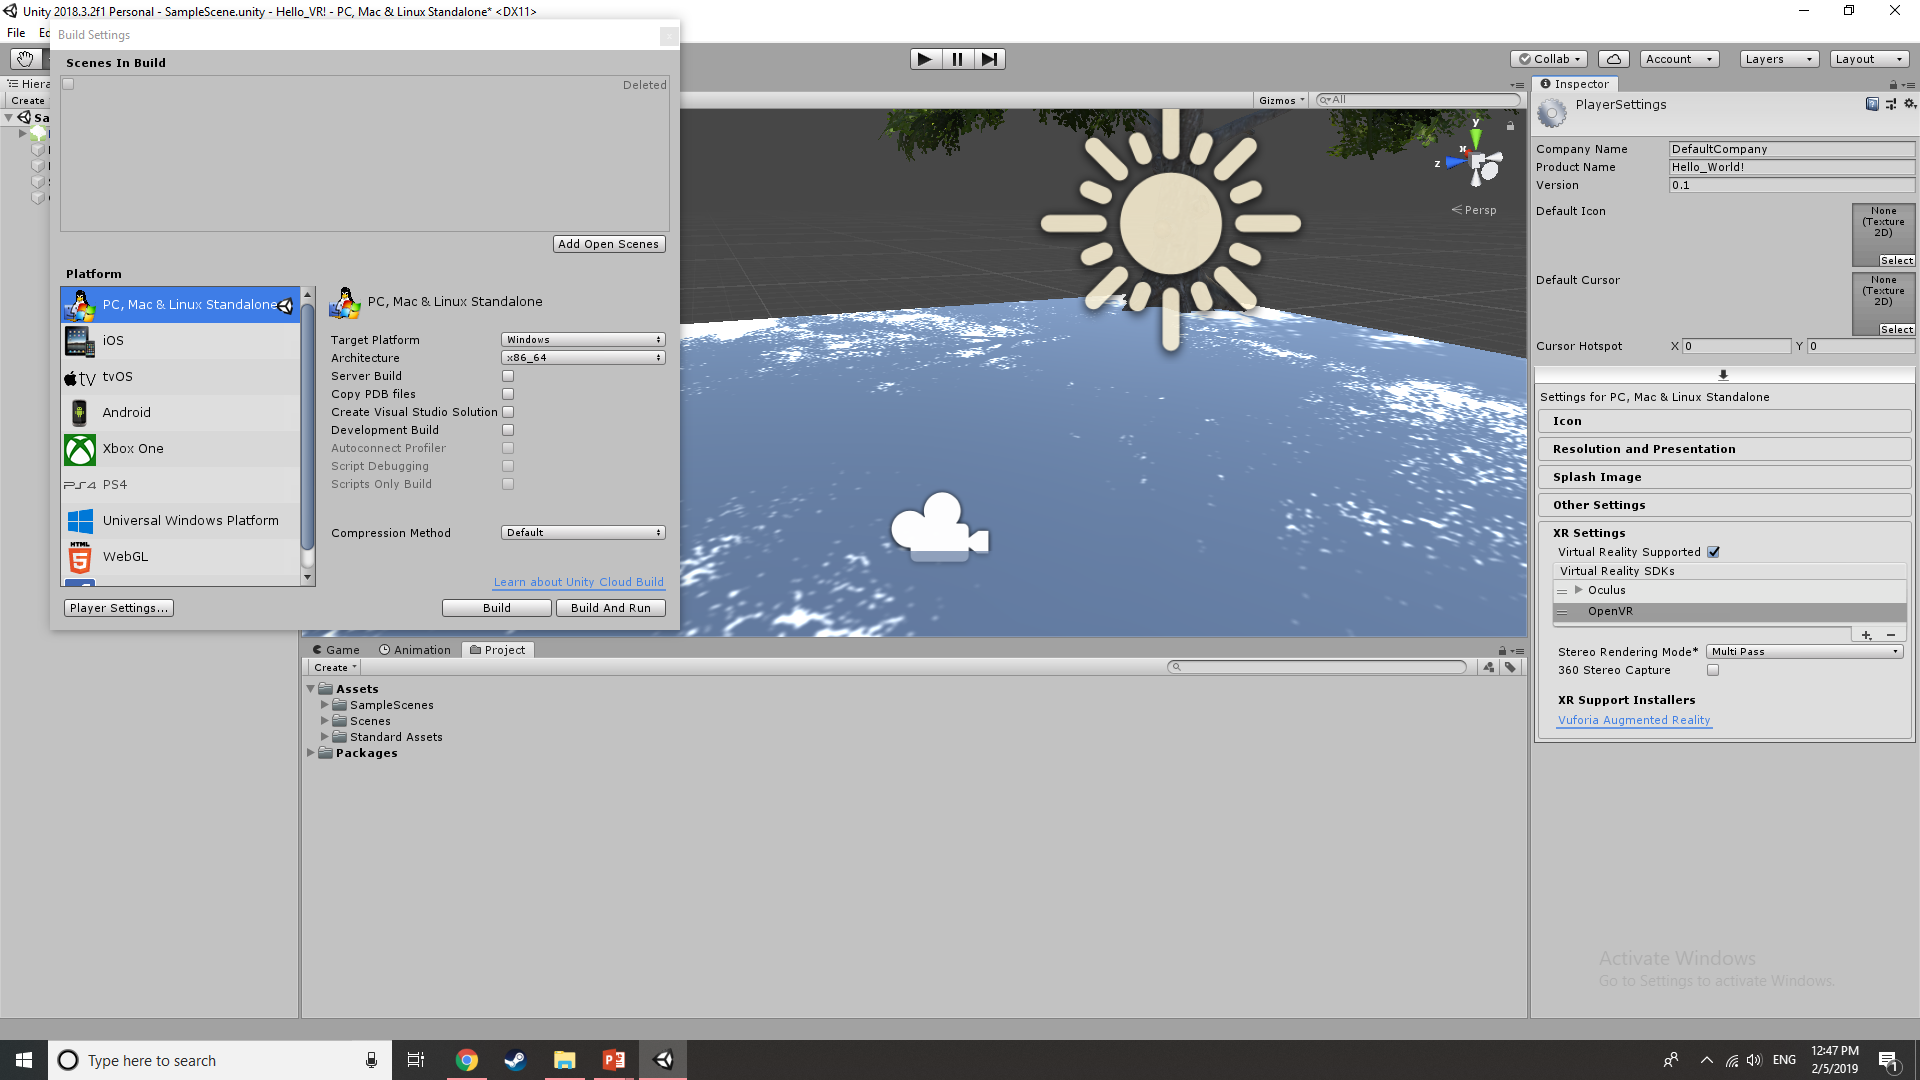 Unity 2018.3.2f1 Personal - SampleScene.unity - Hello_VR! - PC, Mac & Linux Standalone* <DX11>
File
Build Settings
Scenes In Build
Deleted
Add Open Scenes
Platform
PC, Mac & Linux Standalone
iOS
tvOS
Android
Xbox One
PS4
Universal Windows Platform
HTML
WebGL
PC, Mac & Linux Standalone
Target Platform Windows
Architecture x86_64
Server Build
Copy PDB files
Create Visual Studio Solution
Development Build
Autoconnect Profiler
Script Debugging
Scripts Only Build
Compression Method Default
Learn about Unity Cloud Build
Player Settings...
Build
Build And Run
Create
Collab
Account
Layers
Layout
Gizmos
All
y
x
z
Persp
Inspector
PlayerSettings
Company Name DefaultCompany
Product Name Hello_World!
Version 0.1
Default Icon
None
(Texture
2D)
Select
Default Cursor
None
(Texture
2D)
Select
Cursor Hotspot X 0 Y 0
Settings for PC, Mac & Linux Standalone
Icon
Resolution and Presentation
Splash Image
Other Settings
XR Settings
Virtual Reality Supported
Virtual Reality SDKs
Oculus
OpenVR
Stereo Rendering Mode* Multi Pass
360 Stereo Capture
XR Support Installers
Vuforia Augmented Reality
Game
Animation
Project
Create
Assets
SampleScenes
Scenes
Standard Assets
Packages
Activate Windows
Go to Settings to activate Windows.
Type here to search
ENG
12:47 PM
2/5/2019
1